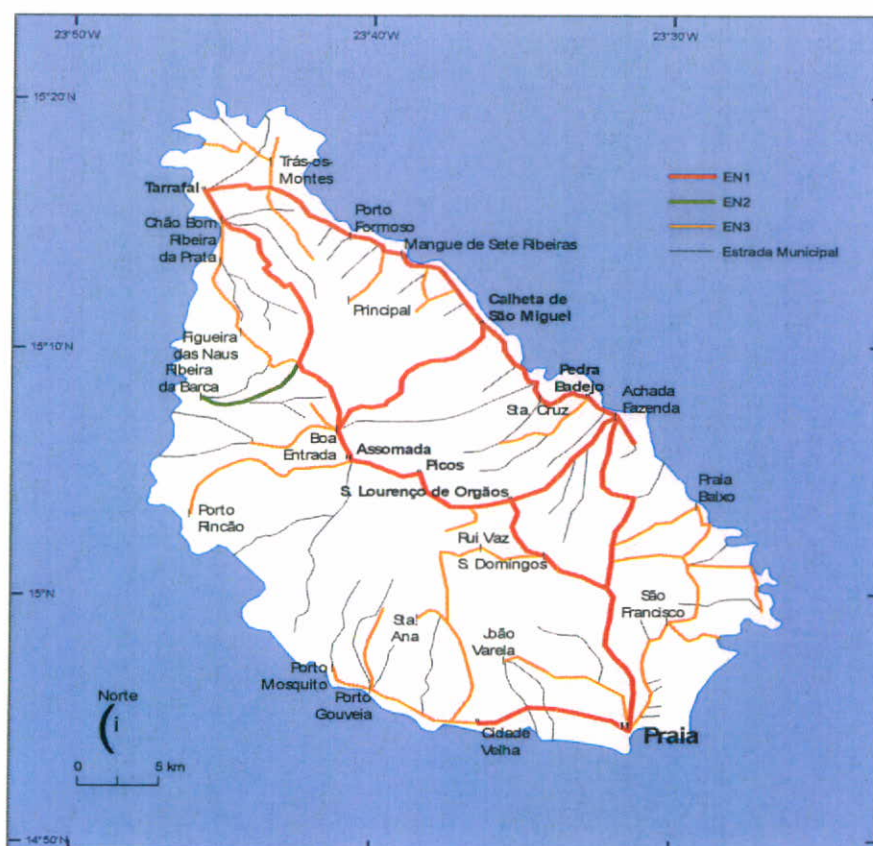 23°50'W
23°40'W
23°30'W
15°20'N
Trás-os-
Montes
EN1
EN2
EN3
Estrada Municipal
Tarrafal
Chão Bom
Ribeira
da Prata
Porto
Formoso
Mangue de Sete Ribeiras
Principal
Calheta de
São Miguel
15°10'N
Figueira
das Naus
Ribeira
da Barca
Pedra
Badejo
Achada
Fazenda
Sta. Cruz
Boa
Entrada
Assomada
Picos
S. Lourenço de Orgãos
Praia
Baixo
Porto
Rincão
Rui Vaz
S. Domingos
15°N
São
Francisco
Sta.
Ana
João
Varela
Porto
Mosquito
Porto
Gouveia
Norte
Cidade
Velha
Praia
0 5 km
14°50'N